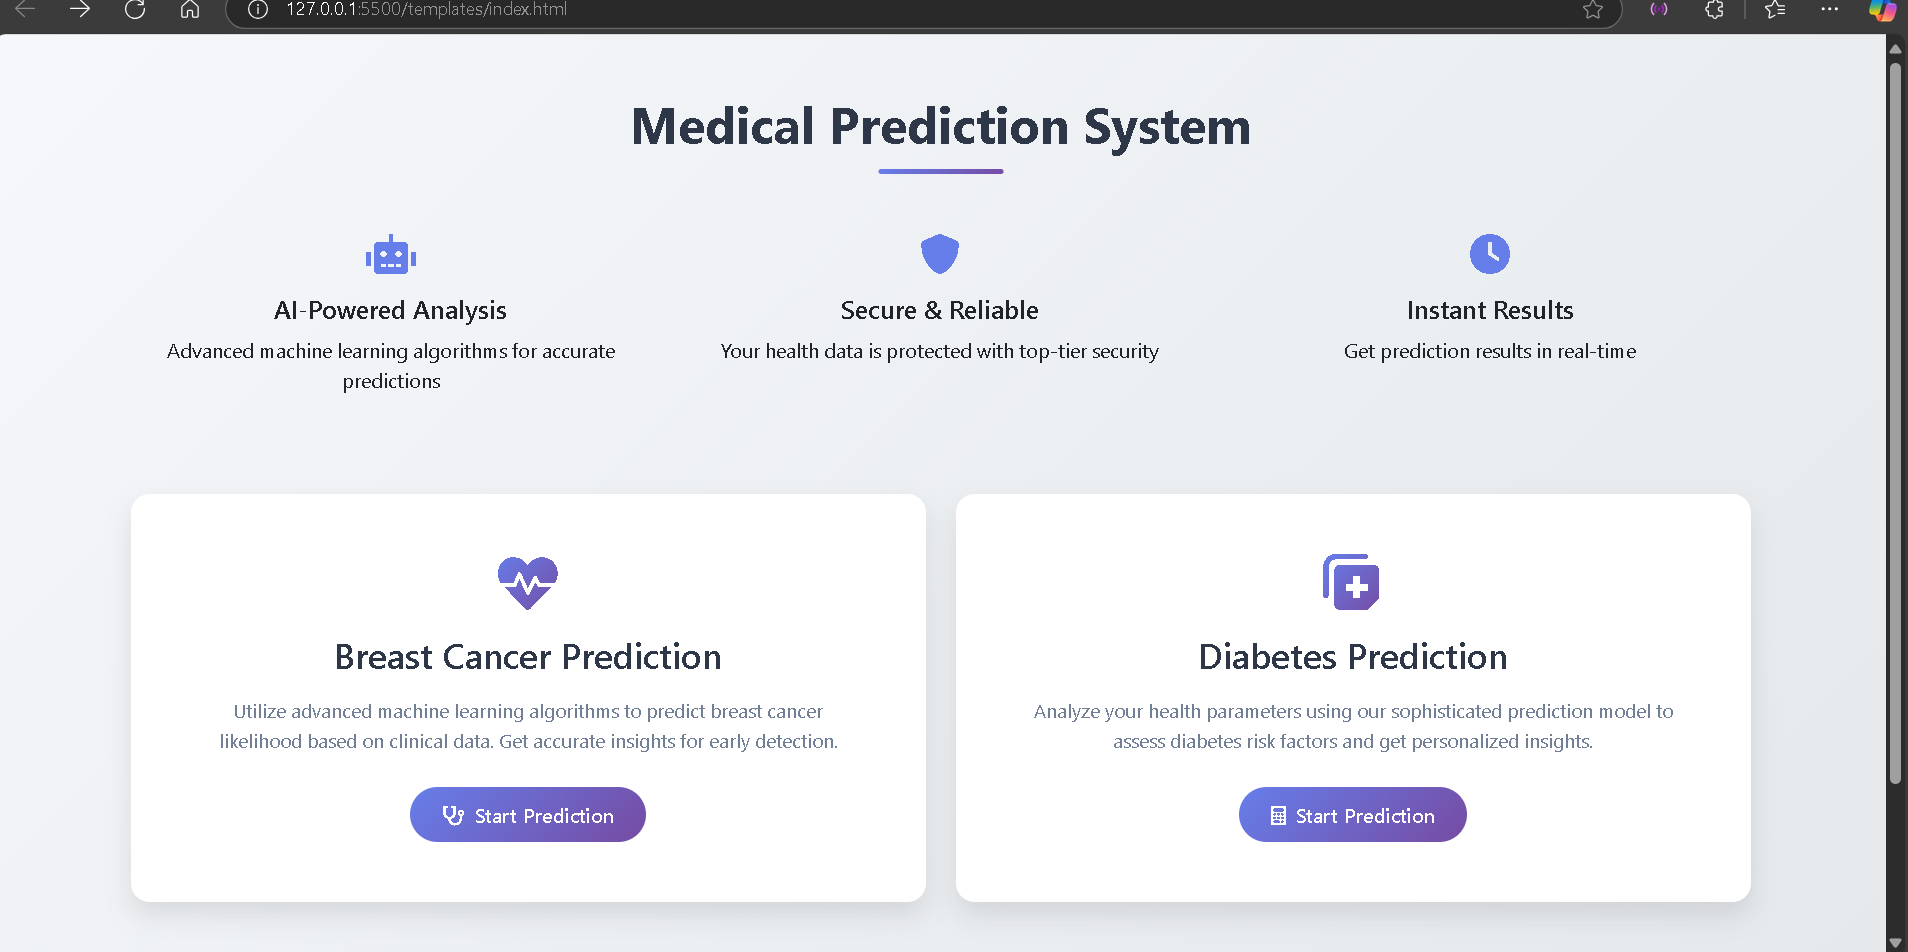 127.0.0.1:5500/templates/index.html
Medical Prediction System
AI-Powered Analysis
Advanced machine learning algorithms for accurate
predictions
Secure & Reliable
Your health data is protected with top-tier security
Instant Results
Get prediction results in real-time
Breast Cancer Prediction
Utilize advanced machine learning algorithms to predict breast cancer
likelihood based on clinical data. Get accurate insights for early detection.
Start Prediction
Diabetes Prediction
Analyze your health parameters using our sophisticated prediction model to
assess diabetes risk factors and get personalized insights.
Start Prediction